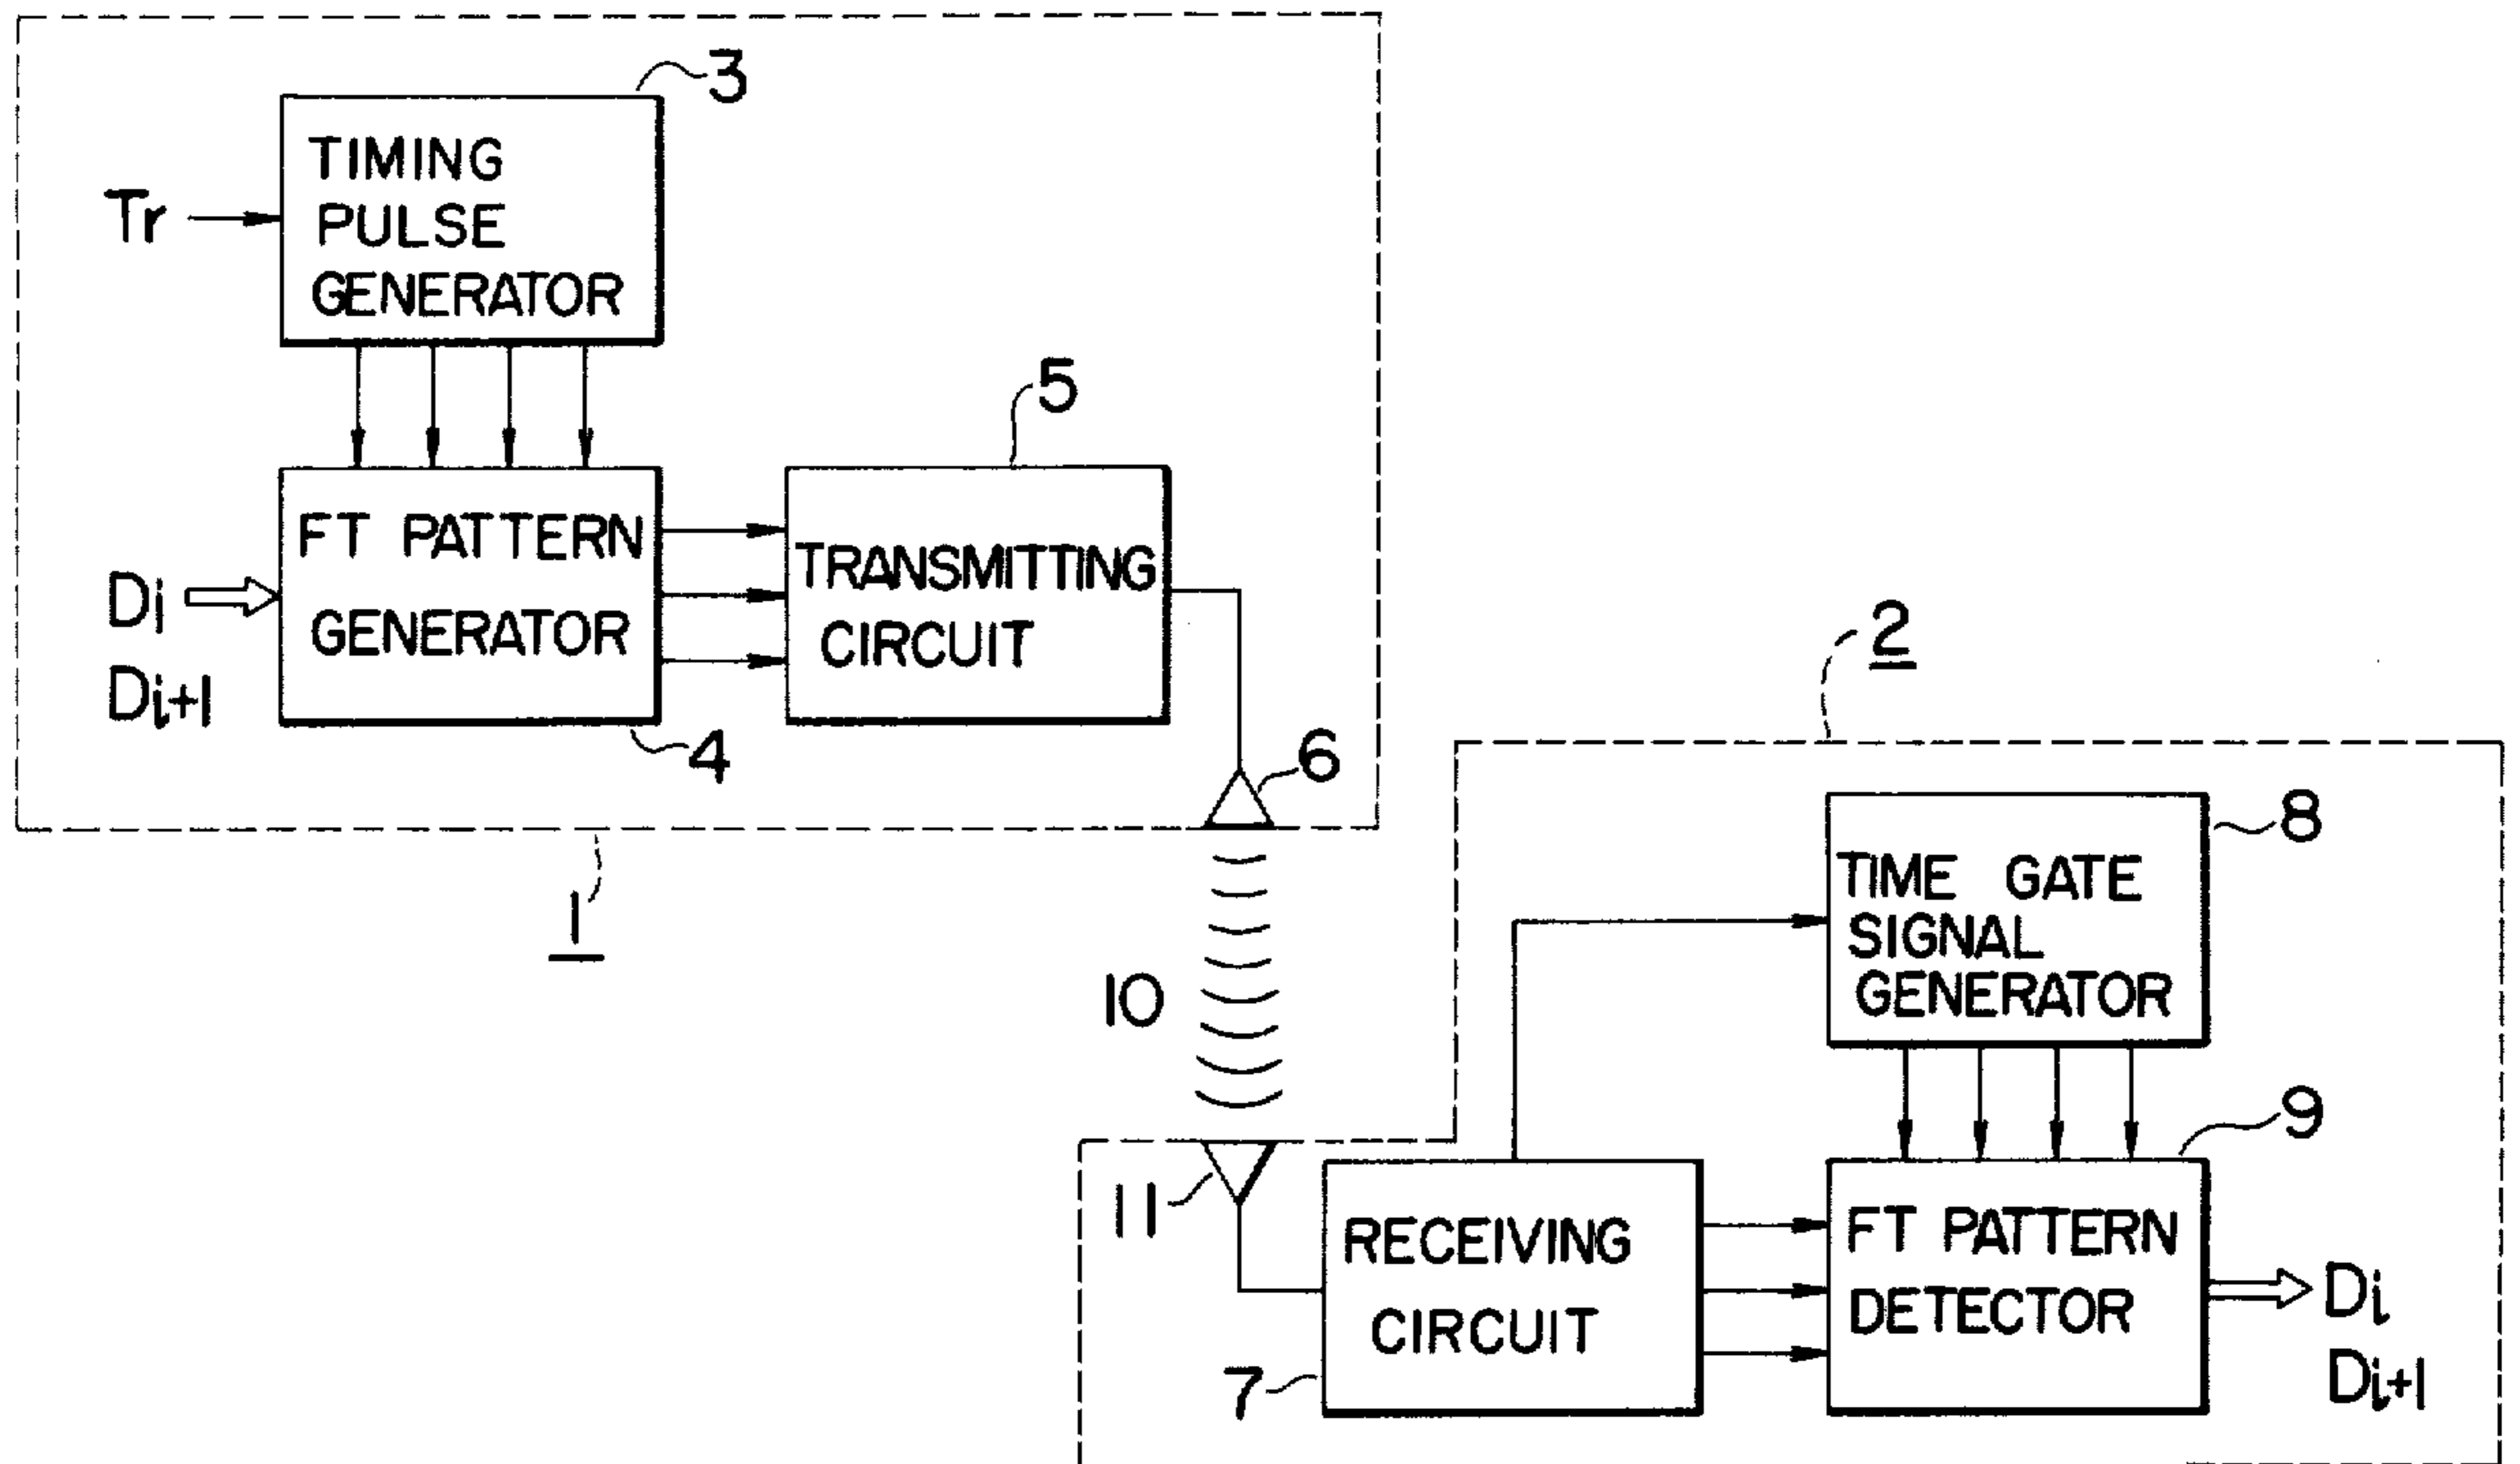 3
TIMING
PULSE
GENERATOR
Tr
5
FT PATTERN
GENERATOR
Di
Di+1
TRANSMITTING
CIRCUIT
4
6
1
2
8
TIME GATE
SIGNAL
GENERATOR
10
9
11
RECEIVING
CIRCUIT
7
FT PATTERN
DETECTOR
Di
Di+1